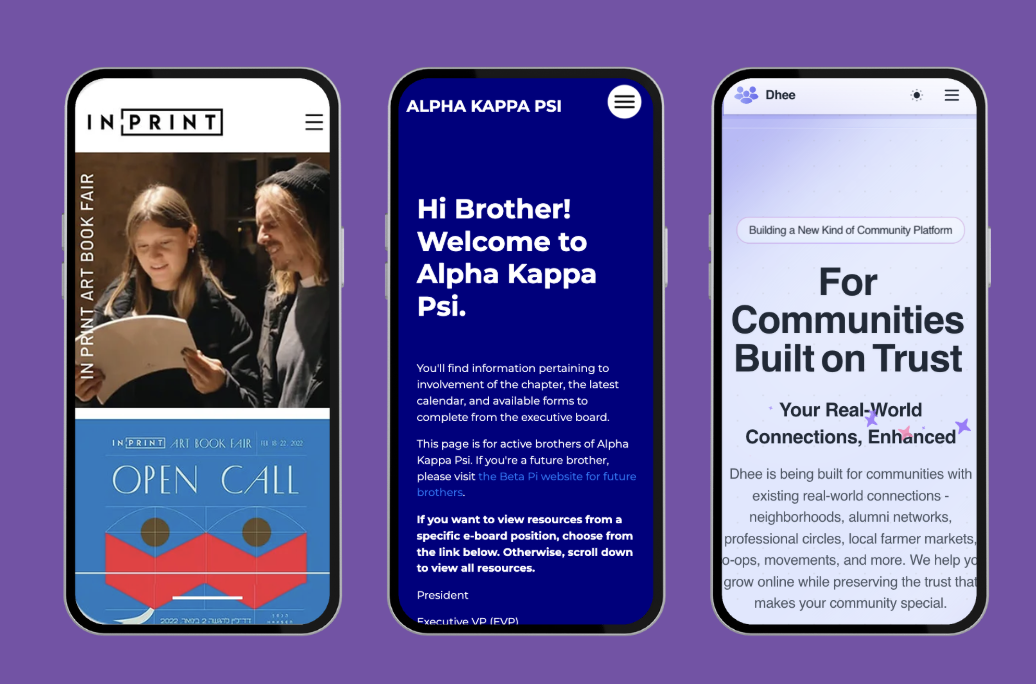 IN PRINT
IN PRINT ART BOOK FAIR
IN PRINT ART BOOK FAIR FEB 18-22, 2022
OPEN CALL
2022
ALPHA KAPPA PSI
Hi Brother!
Welcome to
Alpha Kappa
Psi.
You'll find information pertaining to
involvement of the chapter, the latest
calendar, and available forms to
complete from the executive board.
This page is for active brothers of Alpha
Kappa Psi. If you're a future brother,
please visit the Beta Pi website for future
brothers.
If you want to view resources from a
specific e-board position, choose from
the link below. Otherwise, scroll down
to view all resources.
President
Executive VP (EVP)
Dhee
Building a New Kind of Community Platform
For
Communities
Built on Trust
Your Real-World
Connections, Enhanced
Dhee is being built for communities with
existing real-world connections -
neighborhoods, alumni networks,
professional circles, local farmer markets,
o-ops, movements, and more. We help yo
grow online while preserving the trust that
makes your community special.